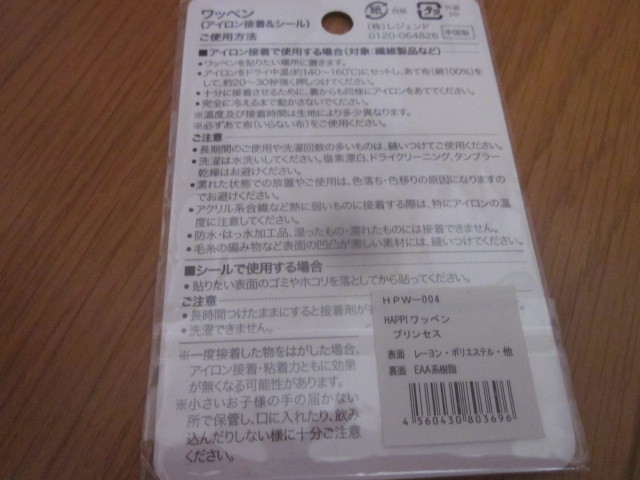 ワッペン
(アイロン接着&シール)
ご使用方法
紙
台紙
プラ
外袋
(株)レジェンド
0120-064826
中国製
■アイロン接着で使用する場合(対象:繊維製品など)
•ワッペンを貼りたい場所に置きます。
•アイロンをドライ中温(約140~160℃)にセットし、あて布(綿100%)を
して、約20~30秒強く押しつけてください。
•十分に接着させるために、裏からも同様にアイロンをあててください。
•完全に冷えるまで動かさないでください。
※温度及び接着時間は生地により多少異なります。
※必ずあて布(いらない布)をご使用ください。
ご注意
•長期間のご使用や洗濯回数の多いものは、縫いつけてご使用ください。
•洗濯は水洗いしてください。塩素漂白、ドライクリーニング、タンブラー
乾燥はお避けください。
•濡れた状態での放置やご使用は、色落ち・色移りの原因になりますの
でお避けください。
•アクリル系合繊など熱に弱いものに接着する際は、特にアイロンの温
度に注意してください。
•防水・はっ水加工品、湿ったもの・濡れたものには接着できません。
•毛糸の編み物など表面の凹凸が激しい素材には、縫いつけてください。
■シールで使用する場合
•貼りたい表面のゴミやホコリを落としてから貼ってください。
ご注意
•長時間つけたままにすると接着剤が
•洗濯できません。
※一度接着した物をはがした場合、
アイロン接着・粘着力ともに効果
が無くなる可能性があります。
※小さいお子様の手の届かない
所で保管し、口に入れたり、飲み
込んだりしない様に十分ご注意
ください。
HPW-004
HAPPIワッペン
プリンセス
表面 レーヨン・ポリエステル・他
裏面 EAA系樹脂
4560430803696